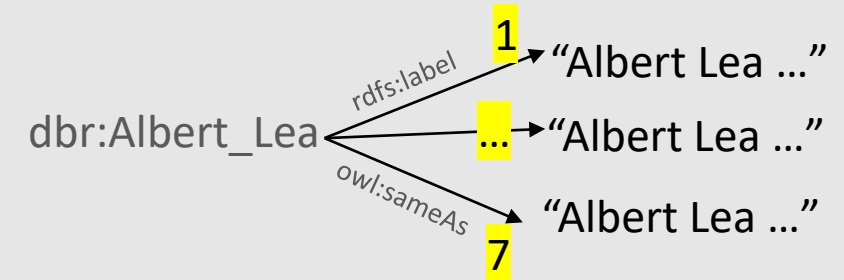 1
rdfs:label
“Albert Lea …”
dbr:Albert_Lea
...
“Albert Lea …”
owl:sameAs
“Albert Lea …”
7